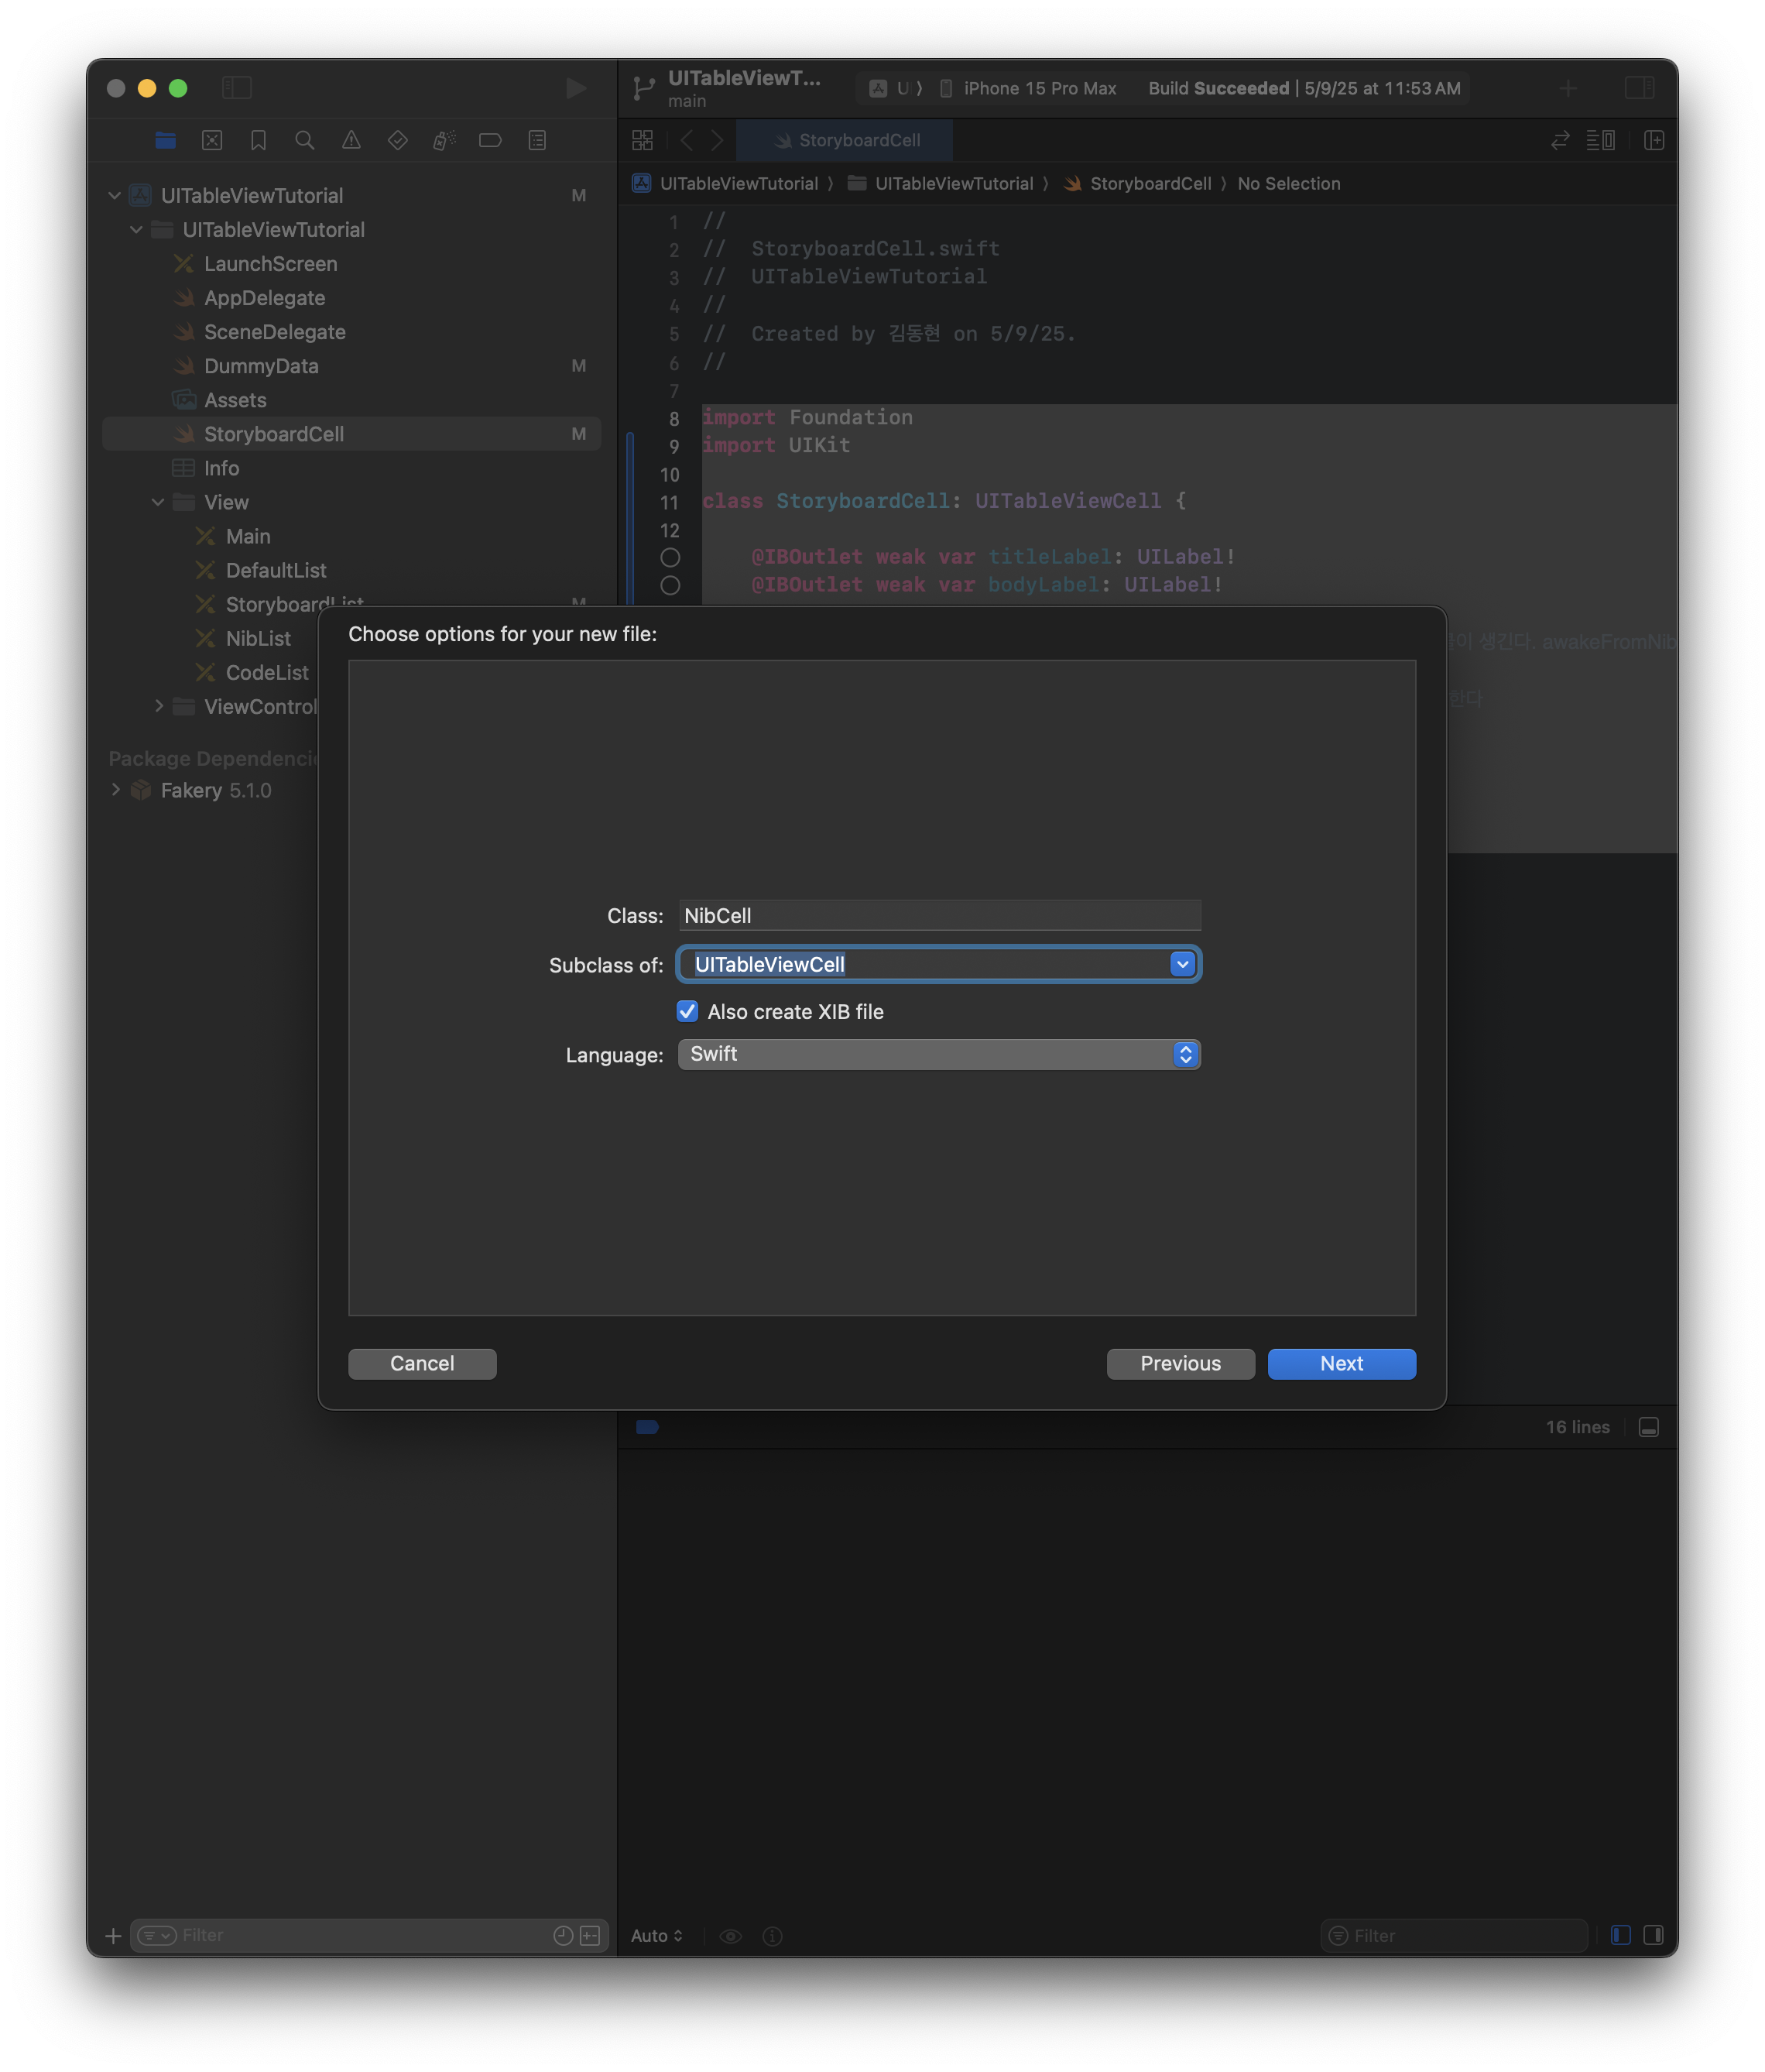 UITableViewT...
main
U⟩ iPhone 15 Pro Max
Build Succeeded | 5/9/25 at 11:53 AM
StoryboardCell
UITableViewTutorial ⟩ UITableViewTutorial ⟩ StoryboardCell ⟩ No Selection
UITableViewTutorial M
UITableViewTutorial
LaunchScreen
AppDelegate
SceneDelegate
DummyData M
Assets
StoryboardCell M
Info
View
Main
DefaultList
StoryboardList M
NibList
CodeList
ViewControl
Package Dependenci
Fakery 5.1.0
1 //
2 //  StoryboardCell.swift
3 //  UITableViewTutorial
4 //
5 //  Created by 김동현 on 5/9/25.
6 //
7
8 import Foundation
9 import UIKit
10
11 class StoryboardCell: UITableViewCell {
12
@IBOutlet weak var titleLabel: UILabel!
@IBOutlet weak var bodyLabel: UILabel!
이 생긴다. awakeFromNib
한다
Choose options for your new file:
Class: NibCell
Subclass of: UITableViewCell
Also create XIB file
Language: Swift
Cancel
Previous
Next
16 lines
Filter
Auto
Filter